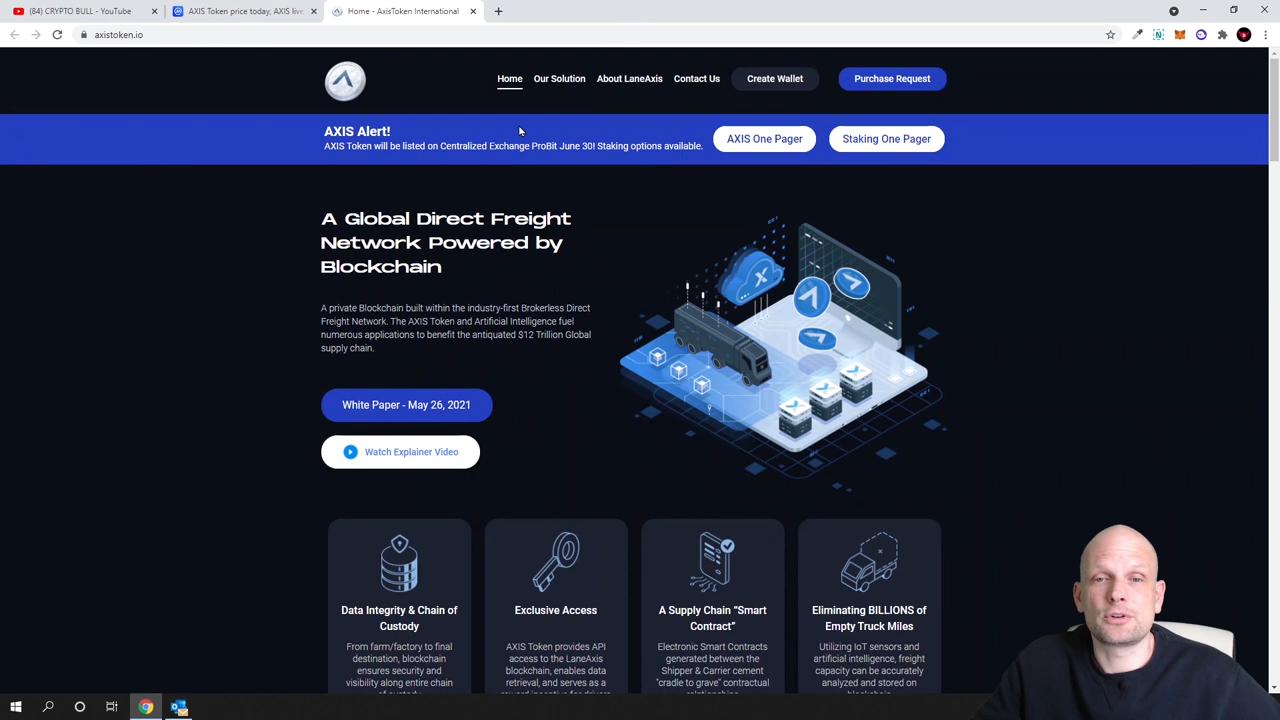 (84) CRYPTO BULL - YouTube
AXIS Token price today, AXIS live
Home - AxisToken International
axistoken.io
Home
Our Solution
About LaneAxis
Contact Us
Create Wallet
Purchase Request
AXIS Alert!
AXIS Token will be listed on Centralized Exchange ProBit June 30! Staking options available.
AXIS One Pager
Staking One Pager
A Global Direct Freight
Network Powered by
Blockchain
A private Blockchain built within the industry-first Brokerless Direct
Freight Network. The AXIS Token and Artificial Intelligence fuel
numerous applications to benefit the antiquated $12 Trillion Global
supply chain.
White Paper - May 26, 2021
Watch Explainer Video
Data Integrity & Chain of
Custody
From farm/factory to final
destination, blockchain
ensures security and
visibility along entire chain
of custody.
Exclusive Access
AXIS Token provides API
access to the LaneAxis
blockchain, enables data
retrieval, and serves as a
reward incentive for drivers
A Supply Chain “Smart
Contract”
Electronic Smart Contracts
generated between the
Shipper & Carrier cement
"cradle to grave" contractual
relationships.
Eliminating BILLIONS of
Empty Truck Miles
Utilizing IoT sensors and
artificial intelligence, freight
capacity can be accurately
analyzed and stored on
blockchain.